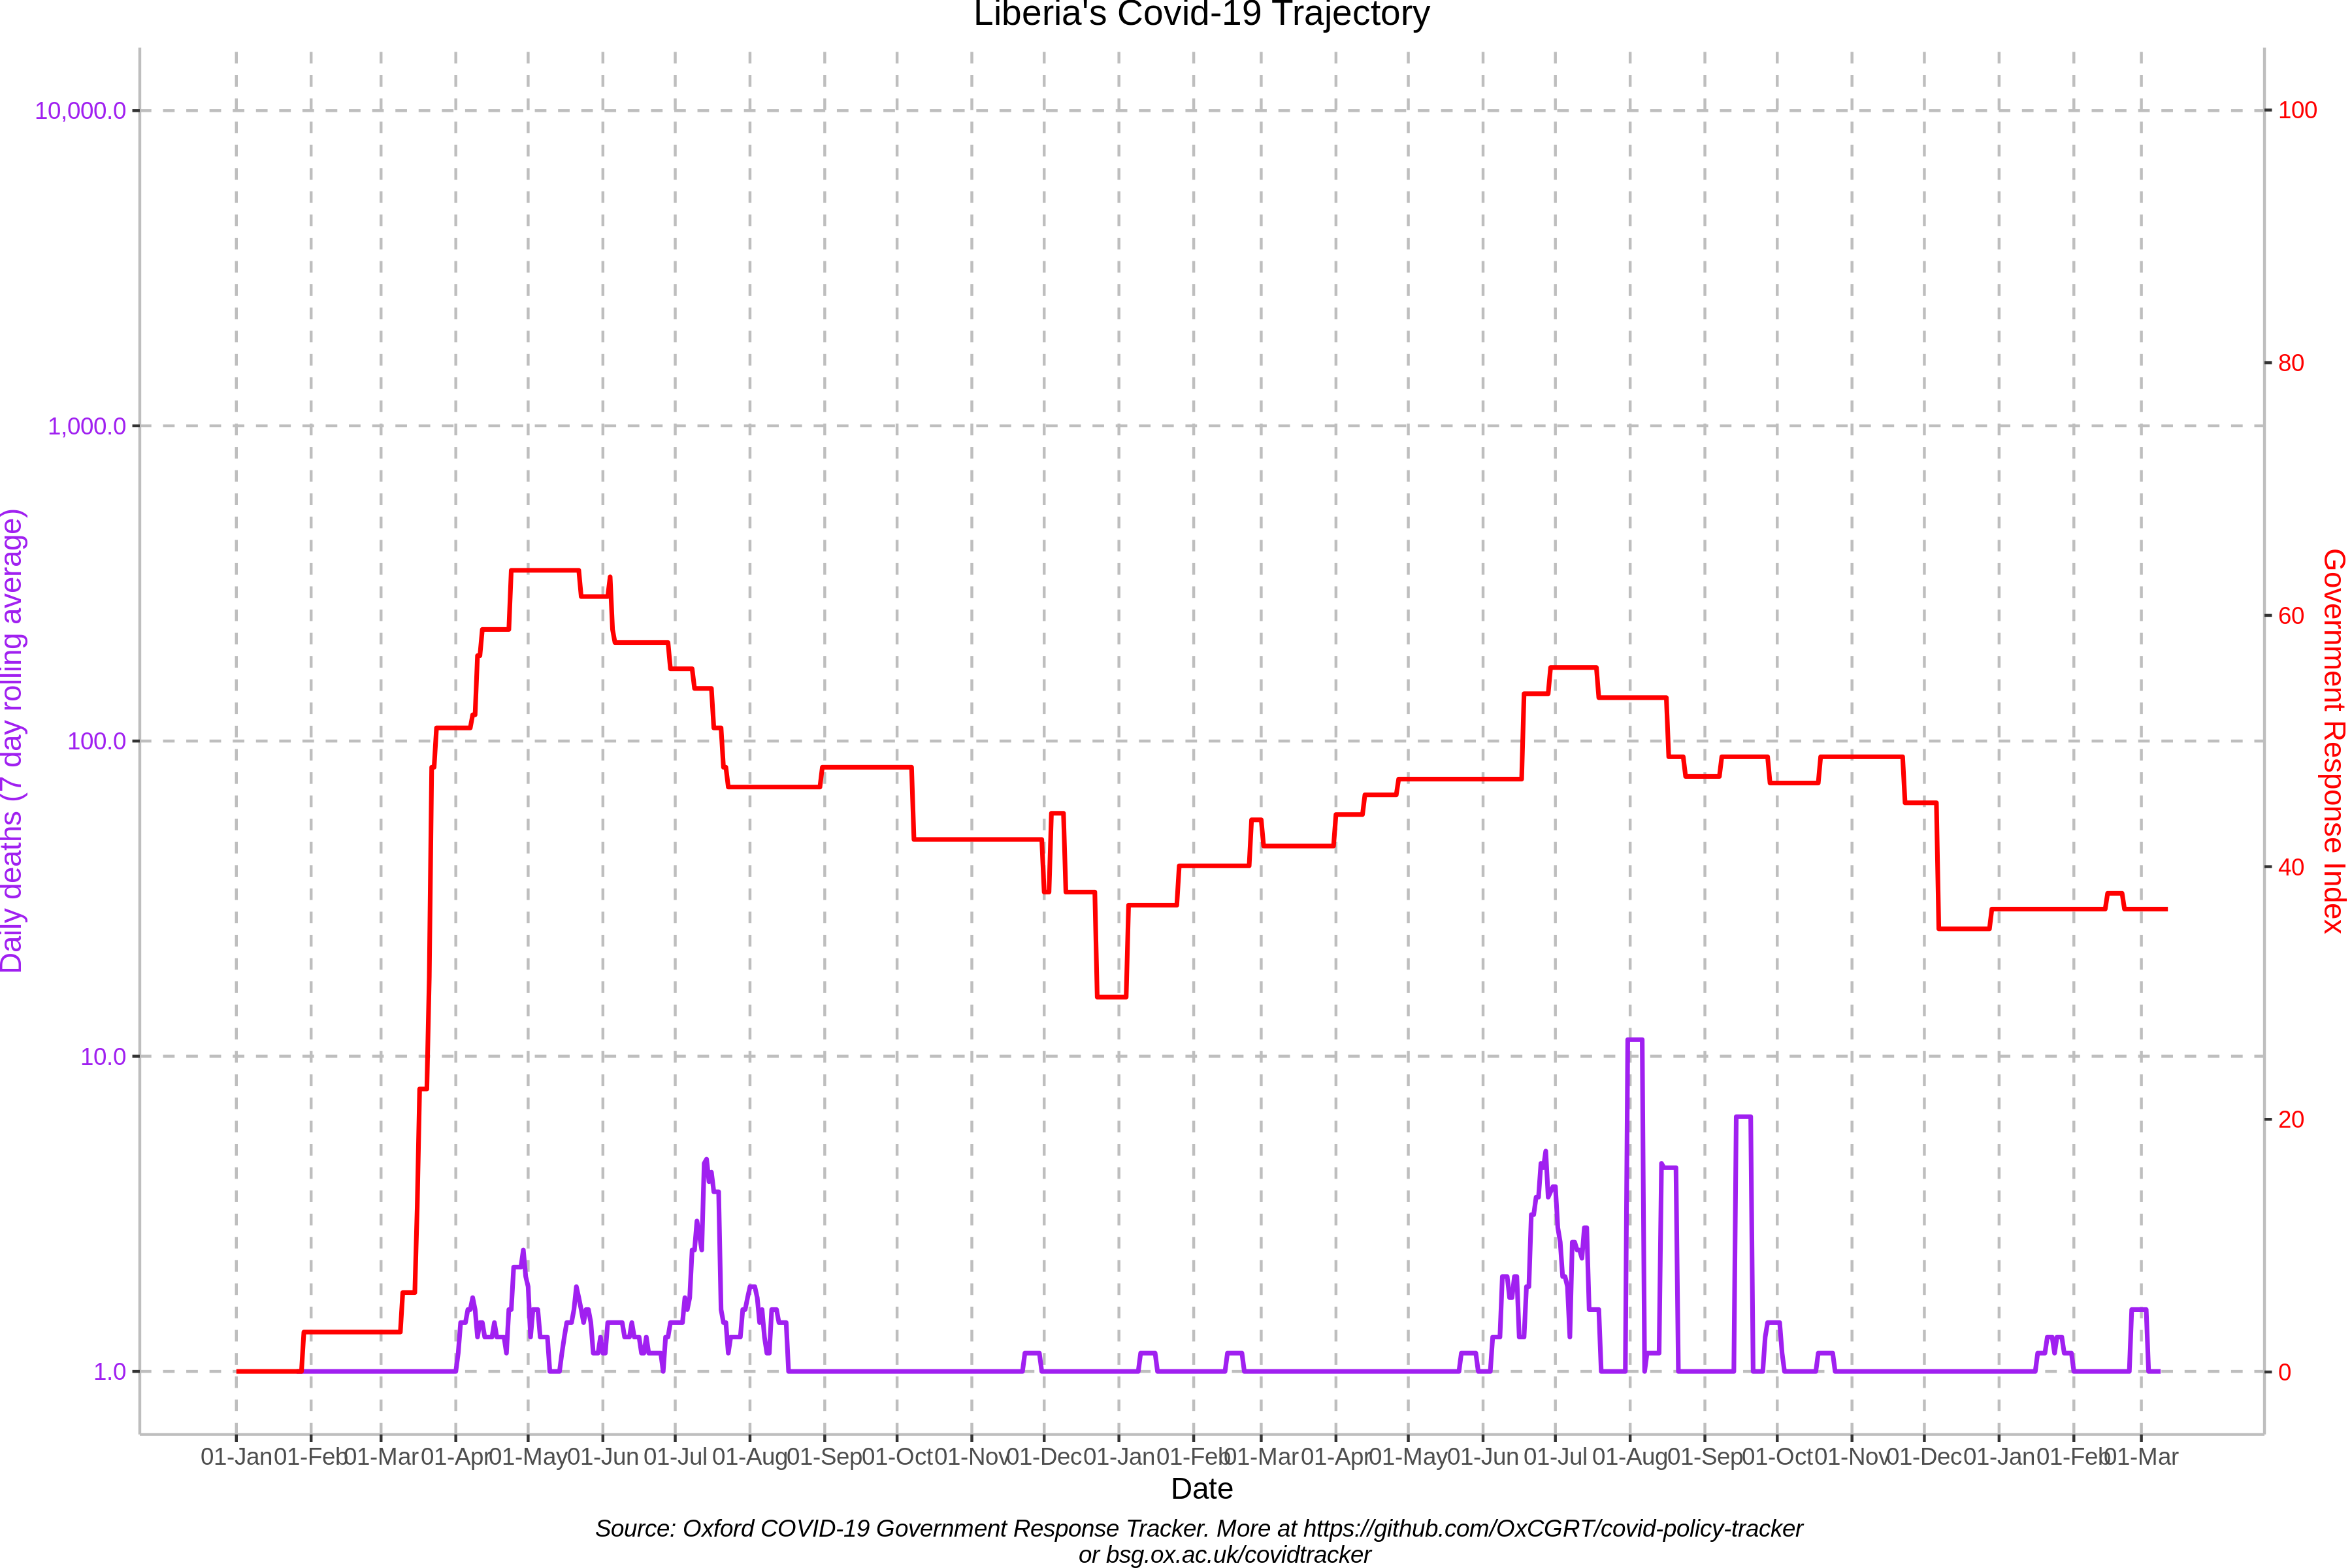 Liberia's Covid-19 Trajectory
10,000.0
1,000.0
100.0
10.0
1.0
Daily deaths (7 day rolling average)
100
80
60
40
20
0
Government Response Index
01-Jan 01-Feb 01-Mar 01-Apr 01-May 01-Jun 01-Jul 01-Aug 01-Sep 01-Oct 01-Nov 01-Dec 01-Jan 01-Feb 01-Mar 01-Apr 01-May 01-Jun 01-Jul 01-Aug 01-Sep 01-Oct 01-Nov 01-Dec 01-Jan 01-Feb 01-Mar
Date
Source: Oxford COVID-19 Government Response Tracker. More at https://github.com/OxCGRT/covid-policy-tracker
or bsg.ox.ac.uk/covidtracker